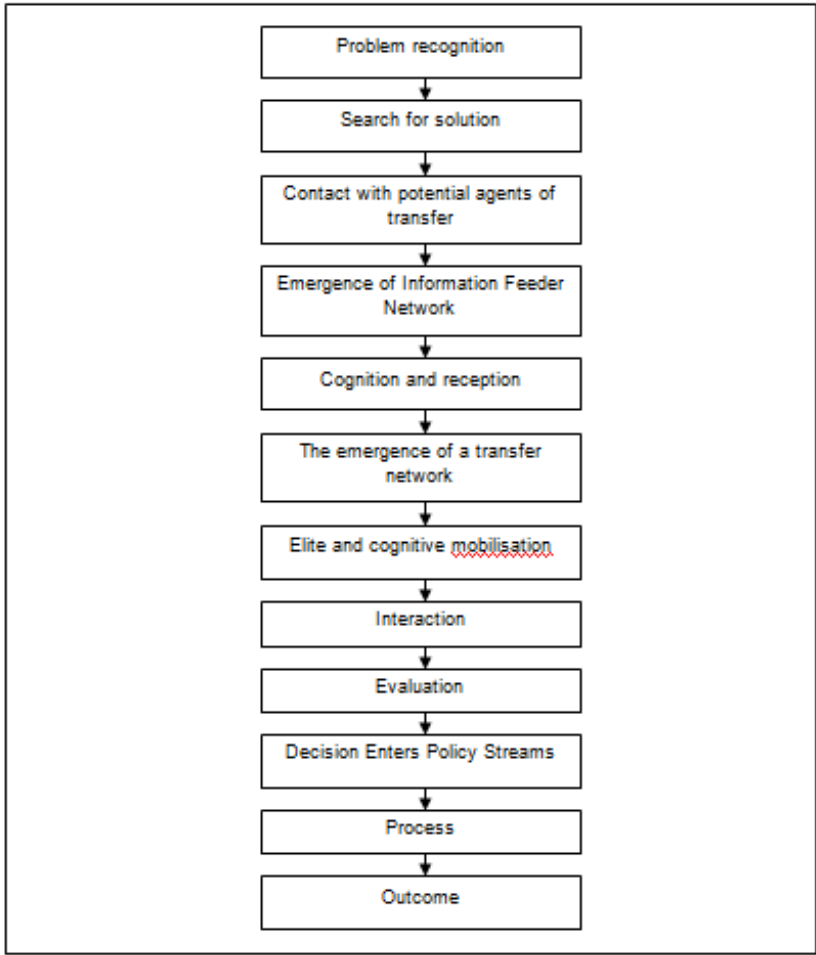 Problem recognition
Search for solution
Contact with potential agents of
transfer
Emergence of Information Feeder
Network
Cognition and reception
The emergence of a transfer
network
Elite and cognitive mobilisation
Interaction
Evaluation
Decision Enters Policy Streams
Process
Outcome